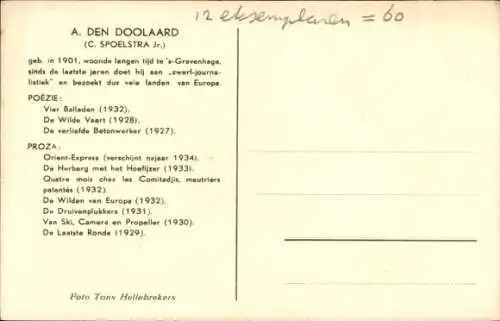 12 eksemplaren = 60
A. DEN DOOLAARD
(C. SPOELSTRA Jr.)
geb. in 1901, woonde langen tijd te 's-Gravenhage,
sinds de laatste jaren doet hij aan „zwerf-journa-
listiek" en bezoekt dus vele landen van Europa.
POËZIE:
Vier Balladen (1932).
De Wilde Vaart (1928).
De verliefde Betonwerker (1927).
PROZA:
Orient-Express (verschijnt najaar 1934).
De Herberg met het Hoefijzer (1933).
Quatre mois chez les Comitadjis, meutriers
patentés (1932).
De Wilden van Europa (1932).
De Druivenplukkers (1931).
Van Ski, Camera en Propeller (1930).
De Laatste Ronde (1929).
Foto Tonx Hellebrekers